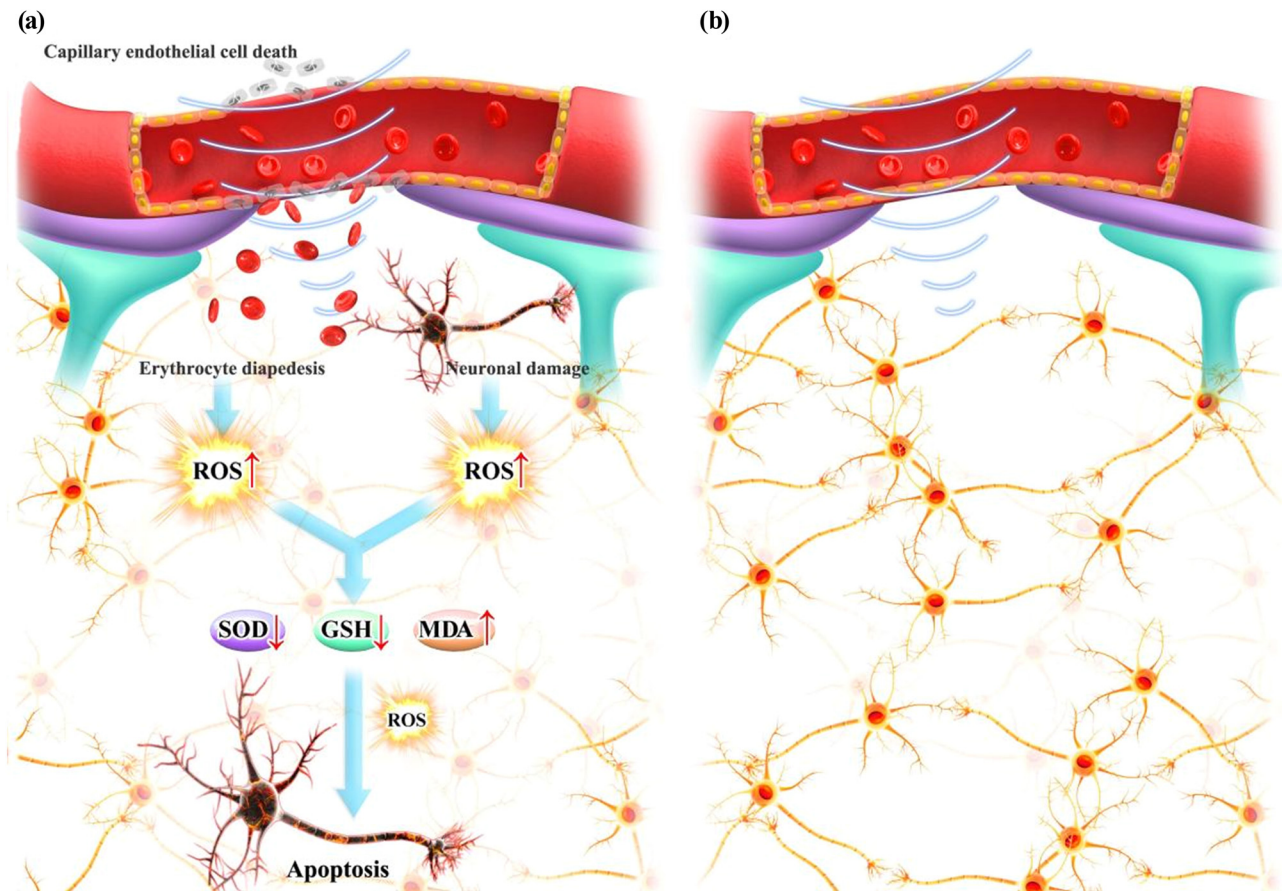 (a)
(b)
Capillary endothelial cell death
Erythrocyte diapedesis
Neuronal damage
ROS↑
ROS↑
SOD↓
GSH↓
MDA↑
ROS
Apoptosis